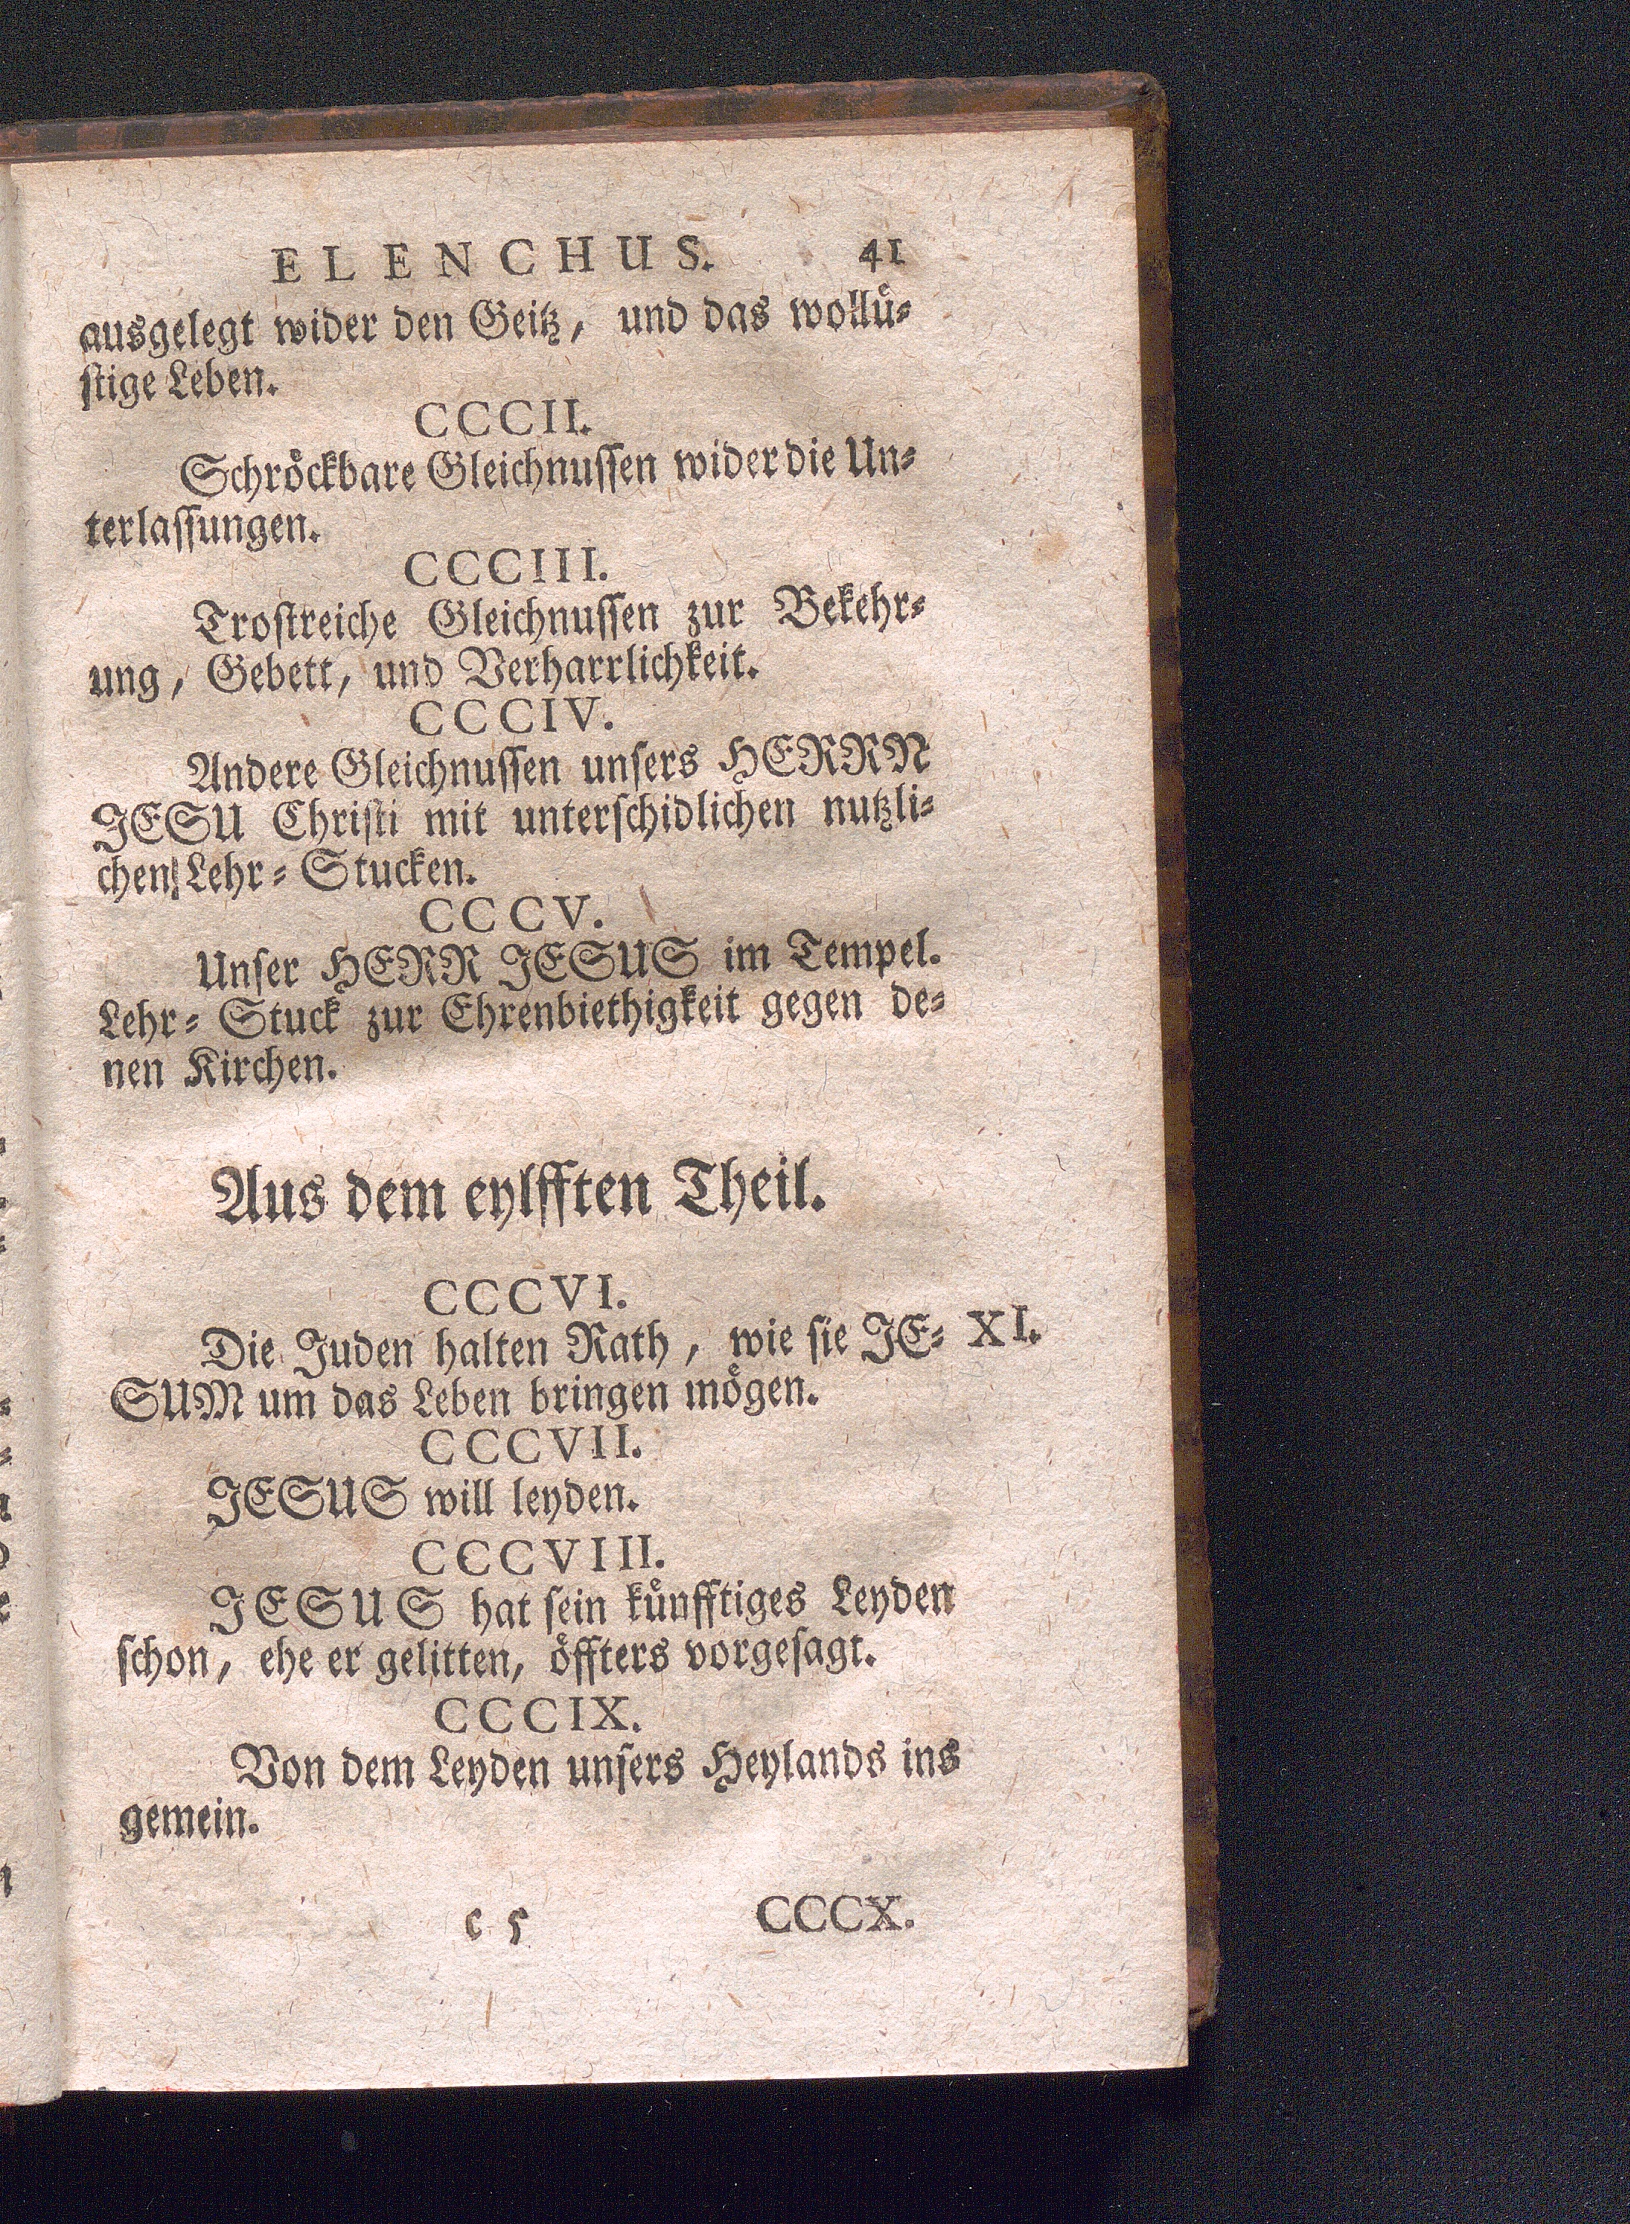 ELENCHUS. 41
ausgelegt wider den Geitz, und das wollü-
stige Leben.
CCCII.
Schröckbare Gleichnussen wider die Un-
terlassungen.
CCCIII.
Trostreiche Gleichnussen zur Bekehr-
ung, Gebett, und Verharrlichkeit.
CCCIV.
Andere Gleichnussen unsers HERRN
JESU Christi mit unterschidlichen nutzli-
chen Lehr-Stucken.
CCCV.
Unser HERR JESUS im Tempel.
Lehr-Stuck zur Ehrenbiethigkeit gegen de-
nen Kirchen.
Aus dem eylfften Theil.
CCCVI.
Die Juden halten Rath, wie sie JE- XI.
SUM um das Leben bringen mögen.
CCCVII.
JESUS will leyden.
CCCVIII.
JESUS hat sein künfftiges Leyden
schon, ehe er gelitten, öffters vorgesagt.
CCCIX.
Von dem Leyden unsers Heylands ins
gemein.
c 5 CCCX.